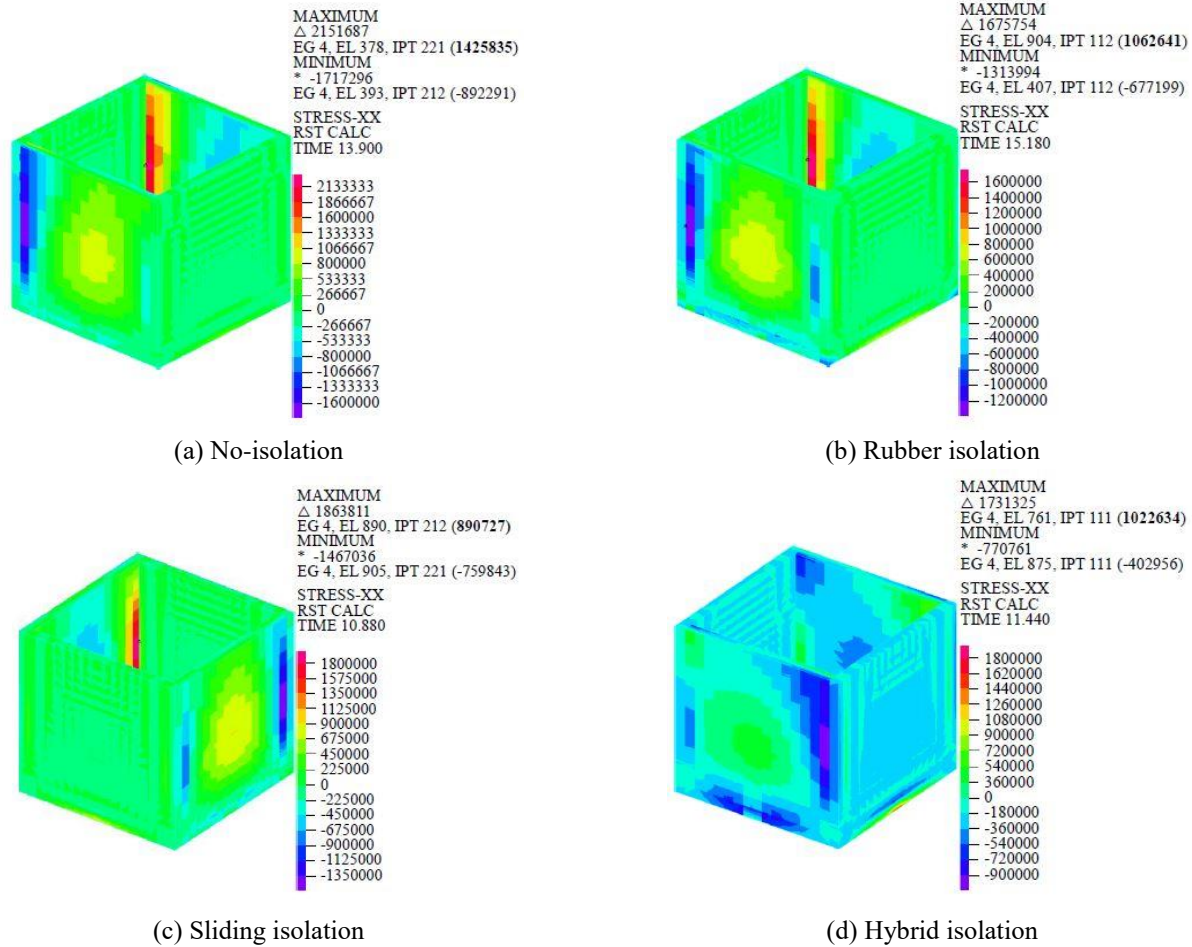 MAXIMUM
△ 2151687
EG 4, EL 378, IPT 221 (1425835)
MINIMUM
* -1717296
EG 4, EL 393, IPT 212 (-892291)
STRESS-XX
RST CALC
TIME 13.900
2133333
1866667
1600000
1333333
1066667
800000
533333
266667
0
-266667
-533333
-800000
-1066667
-1333333
-1600000
(a) No-isolation
MAXIMUM
△ 1675754
EG 4, EL 904, IPT 112 (1062641)
MINIMUM
* -1313994
EG 4, EL 407, IPT 112 (-677199)
STRESS-XX
RST CALC
TIME 15.180
1600000
1400000
1200000
1000000
800000
600000
400000
200000
0
-200000
-400000
-600000
-800000
-1000000
-1200000
(b) Rubber isolation
MAXIMUM
△ 1863811
EG 4, EL 890, IPT 212 (890727)
MINIMUM
* -1467036
EG 4, EL 905, IPT 221 (-759843)
STRESS-XX
RST CALC
TIME 10.880
1800000
1575000
1350000
1125000
900000
675000
450000
225000
0
-225000
-450000
-675000
-900000
-1125000
-1350000
(c) Sliding isolation
MAXIMUM
△ 1731325
EG 4, EL 761, IPT 111 (1022634)
MINIMUM
* -770761
EG 4, EL 875, IPT 111 (-402956)
STRESS-XX
RST CALC
TIME 11.440
1800000
1620000
1440000
1260000
1080000
900000
720000
540000
360000
0
-180000
-360000
-540000
-720000
-900000
(d) Hybrid isolation